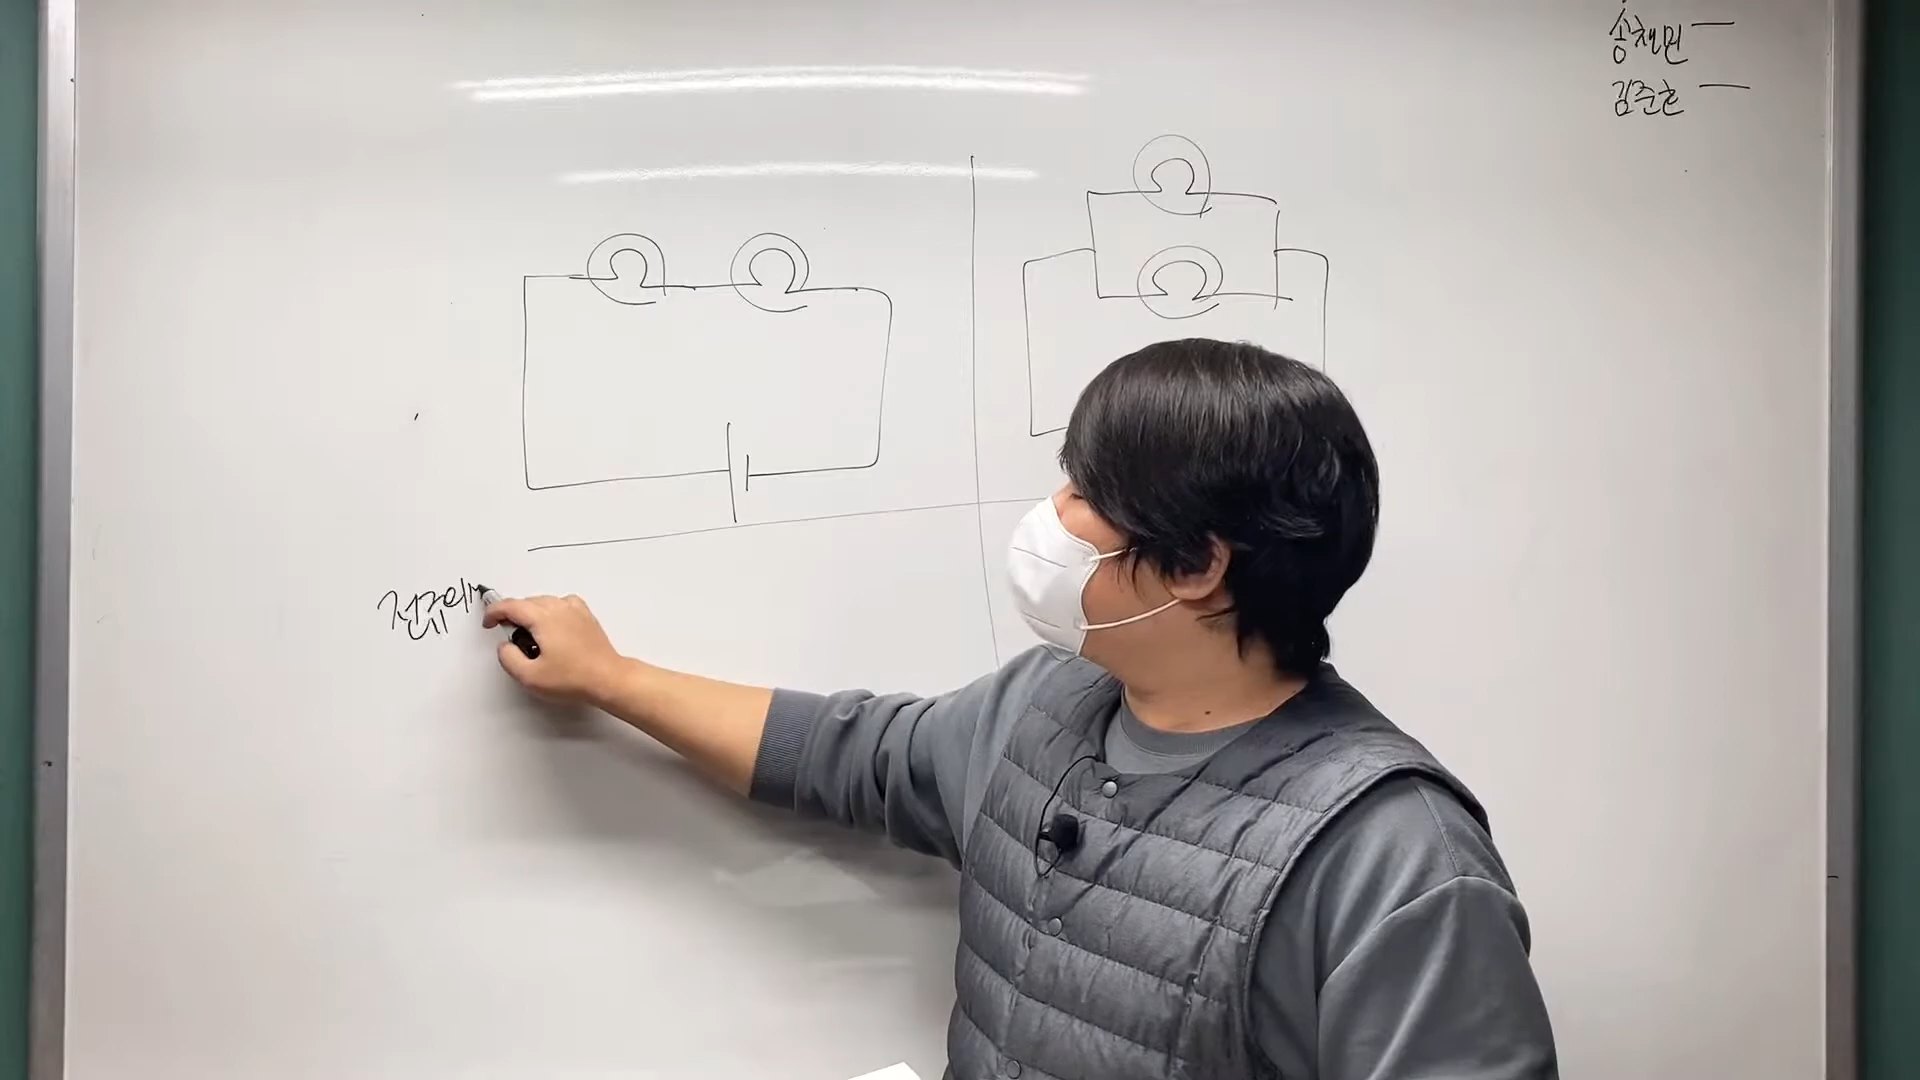 송채민 —
김준호 —
전구의